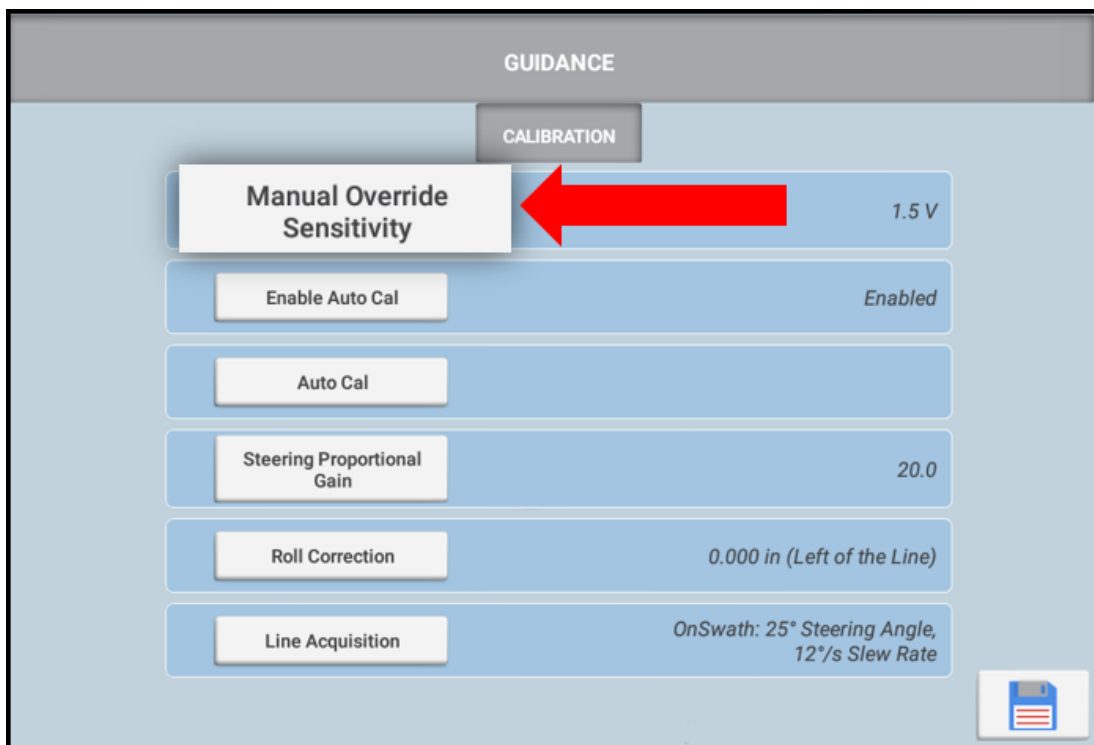 GUIDANCE
CALIBRATION
Manual Override
Sensitivity
1.5 V
Enable Auto Cal
Enabled
Auto Cal
Steering Proportional
Gain
20.0
Roll Correction
0.000 in (Left of the Line)
Line Acquisition
OnSwath: 25° Steering Angle,
12°/s Slew Rate